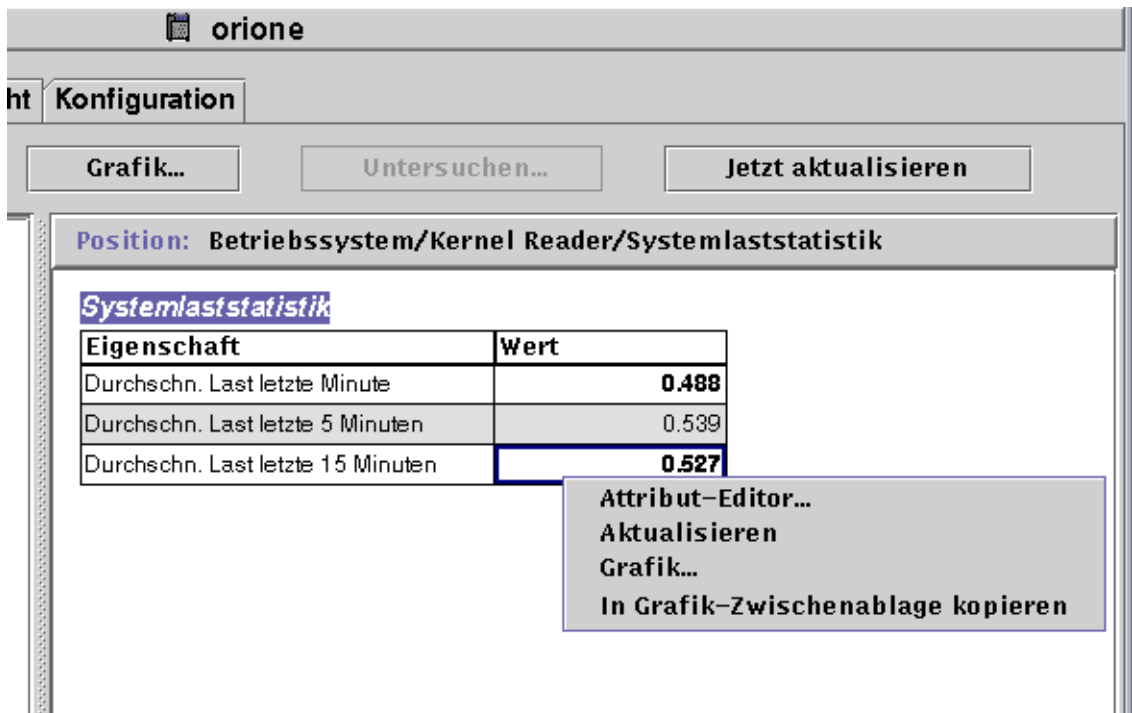 orione
ht Konfiguration
Grafik... Untersuchen... Jetzt aktualisieren
Position: Betriebssystem/Kernel Reader/Systemlaststatistik
Systemlaststatistik
Eigenschaft Wert
Durchschn. Last letzte Minute 0.488
Durchschn. Last letzte 5 Minuten 0.539
Durchschn. Last letzte 15 Minuten 0.527
Attribut-Editor...
Aktualisieren
Grafik...
In Grafik-Zwischenablage kopieren